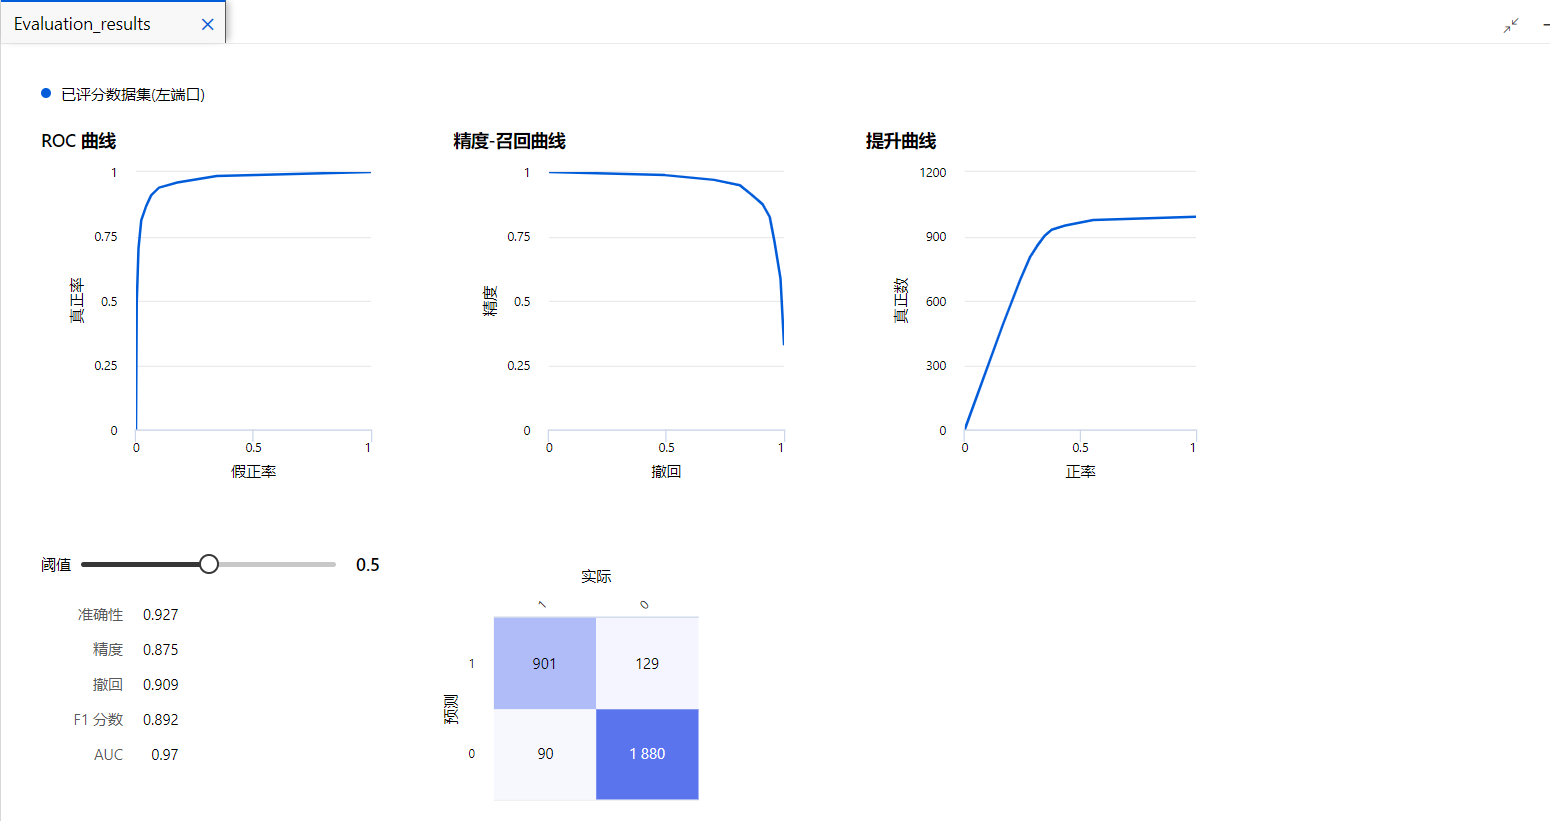 Evaluation_results
已评分数据集(左端口)
ROC 曲线
1
0.75
0.5
0.25
0
0
0.5
1
真正率
假正率
精度-召回曲线
1
0.75
0.5
0.25
0
0
0.5
1
精度
撤回
提升曲线
1200
900
600
300
0
0
0.5
1
真正数
正率
阈值 0.5
准确性 0.927
精度 0.875
撤回 0.909
F1 分数 0.892
AUC 0.97
实际
1 0
预测
1 901 129
0 90 1 880